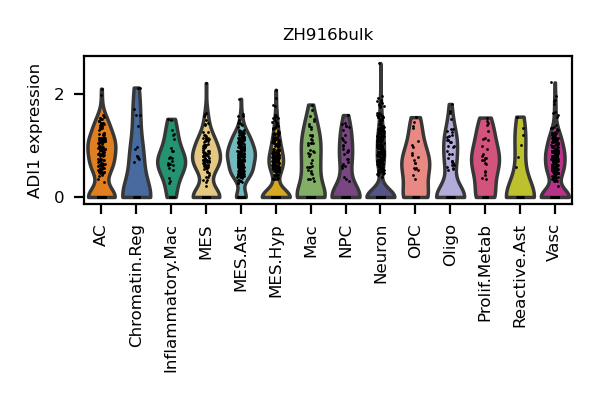 ZH916bulk
ADI1 expression
2
0
AC
Chromatin.Reg
Inflammatory.Mac
MES
MES.Ast
MES.Hyp
Mac
NPC
Neuron
OPC
Oligo
Prolif.Metab
Reactive.Ast
Vasc